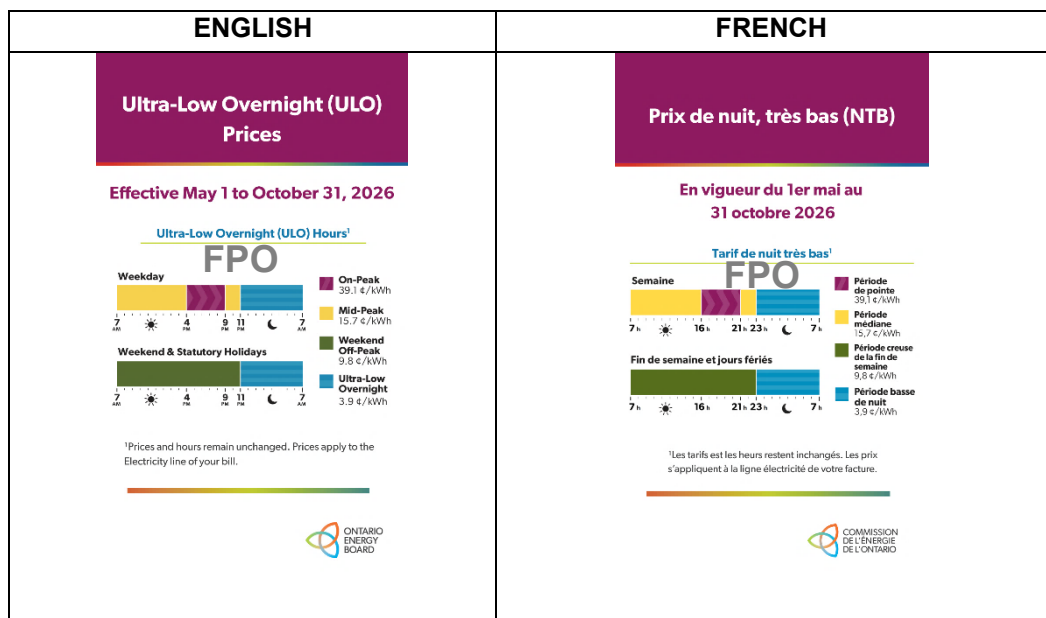 ENGLISH
Ultra-Low Overnight (ULO)
Prices
Effective May 1 to October 31, 2026
Ultra-Low Overnight (ULO) Hours¹
FPO
Weekday
7 AM 4 PM 9 PM 11 PM 7 AM
Weekend & Statutory Holidays
7 AM 4 PM 9 PM 11 PM 7 AM
On-Peak
39.1 ¢/kWh
Mid-Peak
15.7 ¢/kWh
Weekend
Off-Peak
9.8 ¢/kWh
Ultra-Low
Overnight
3.9 ¢/kWh
¹Prices and hours remain unchanged. Prices apply to the
Electricity line of your bill.
ONTARIO
ENERGY
BOARD
FRENCH
Prix de nuit, très bas (NTB)
En vigueur du 1er mai au
31 octobre 2026
Tarif de nuit très bas¹
FPO
Semaine
7 h 16 h 21 h 23 h 7 h
Fin de semaine et jours fériés
7 h 16 h 21 h 23 h 7 h
Période
de pointe
39,1 ¢/kWh
Période
médiane
15,7 ¢/kWh
Période creuse
de la fin de
semaine
9,8 ¢/kWh
Période basse
de nuit
3,9 ¢/kWh
¹Les tarifs est les heurs restent inchangés. Les prix
s'appliquent à la ligne électricité de votre facture.
COMMISSION
DE L'ÉNERGIE
DE L'ONTARIO